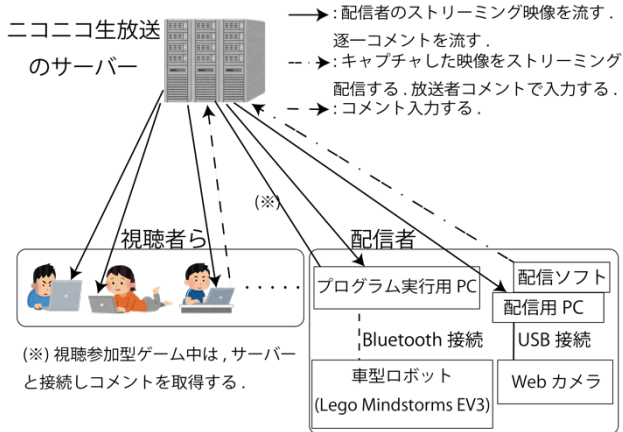 ニコニコ生放送
のサーバー
:配信者のストリーミング映像を流す.
逐一コメントを流す.
:キャプチャした映像をストリーミング
配信する.放送者コメントで入力する.
:コメント入力する.
(※)
視聴者ら
配信者
・・・・・
プログラム実行用 PC
配信ソフト
配信用 PC
Bluetooth 接続
USB 接続
車型ロボット
(Lego Mindstorms EV3)
Web カメラ
(※) 視聴参加型ゲーム中は , サーバー
と接続しコメントを取得する .